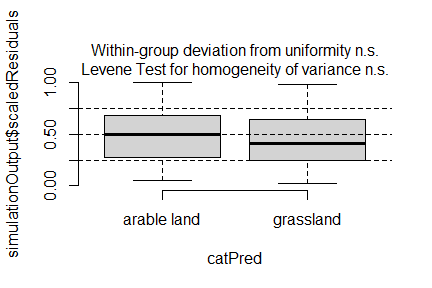 Within-group deviation from uniformity n.s.
Levene Test for homogeneity of variance n.s.
simulationOutput$scaledResiduals
1.00
0.50
0.00
arable land
grassland
catPred